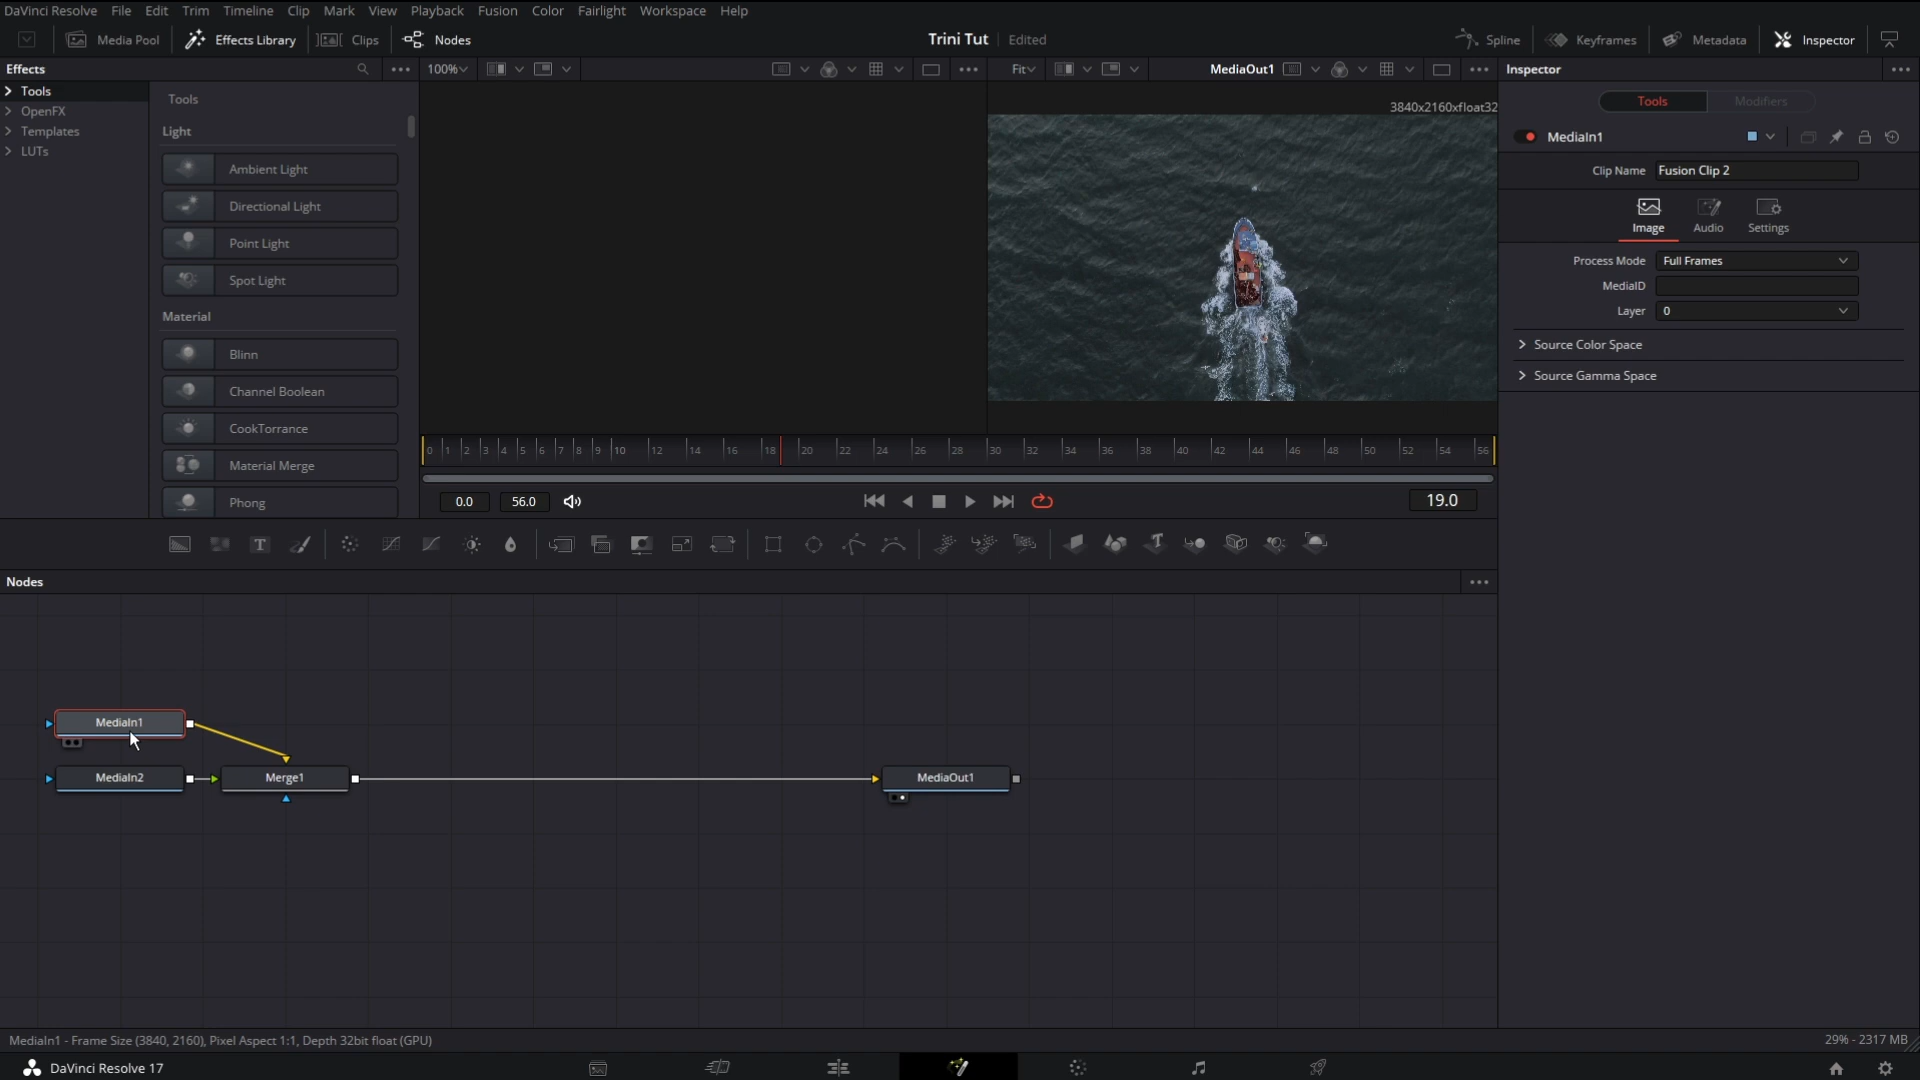 DaVinci Resolve File Edit Trim Timeline Clip Mark View Playback Fusion Color Fairlight Workspace Help
Media Pool Effects Library Clips Nodes Trini Tut Edited Spline Keyframes Metadata Inspector
Effects 100% Fit MediaOut1 Inspector
Tools
OpenFX
Templates
LUTs
Tools
Light
Ambient Light
Directional Light
Point Light
Spot Light
Material
Blinn
Channel Boolean
CookTorrance
Material Merge
Phong
3840x2160xfloat32
0 1 2 3 4 5 6 7 8 9 10 12 14 16 18 20 22 24 26 28 30 32 34 36 38 40 42 44 46 48 50 52 54 56
0.0 56.0 19.0
Tools Modifiers
MediaIn1
Clip Name Fusion Clip 2
Image Audio Settings
Process Mode Full Frames
MediaID
Layer 0
Source Color Space
Source Gamma Space
T
Nodes
MediaIn1
MediaIn2 Merge1 MediaOut1
MediaIn1 - Frame Size (3840, 2160), Pixel Aspect 1:1, Depth 32bit float (GPU) 29% - 2317 MB
DaVinci Resolve 17